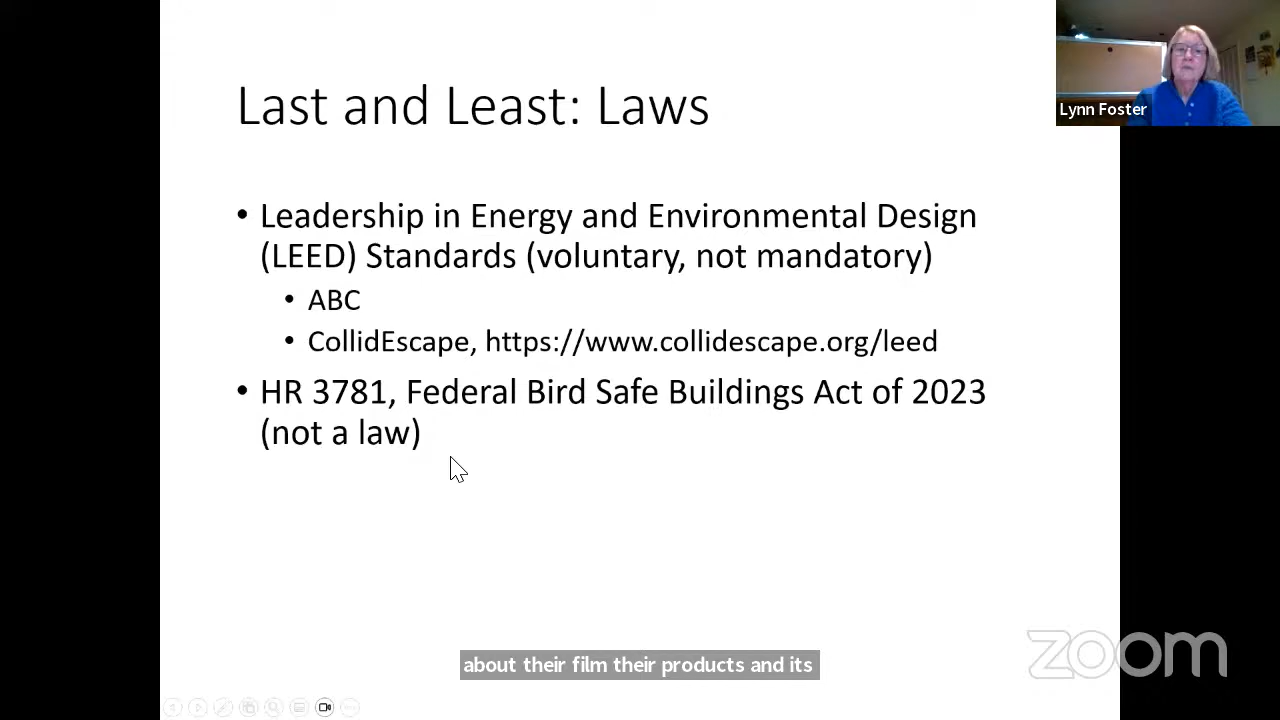 Last and Least: Laws
Lynn Foster
• Leadership in Energy and Environmental Design
(LEED) Standards (voluntary, not mandatory)
• ABC
• CollidEscape, https://www.collidescape.org/leed
• HR 3781, Federal Bird Safe Buildings Act of 2023
(not a law)
about their film their products and its
zoom